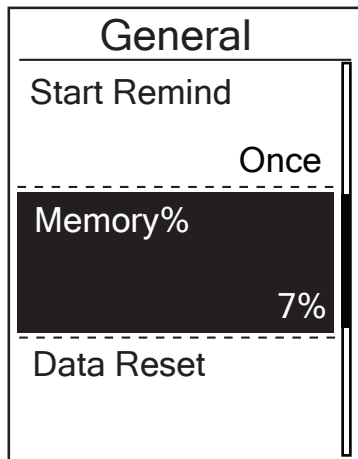 General
Start Remind
Once
Memory%
7%
Data Reset